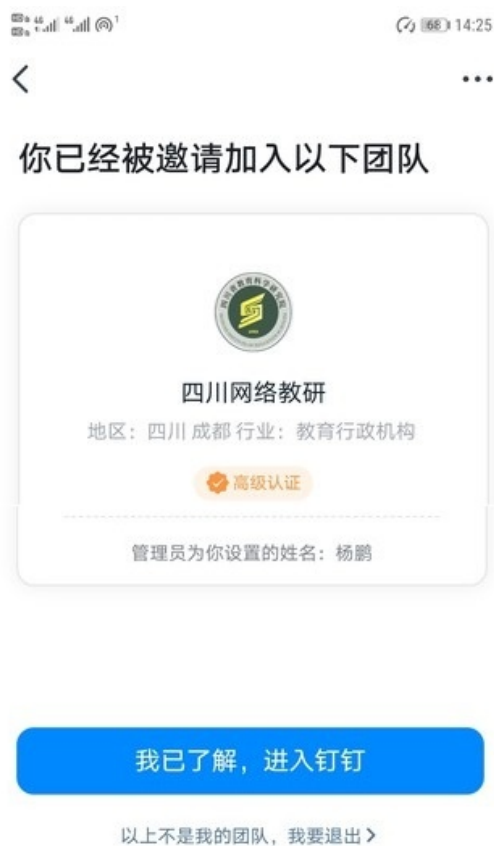 14:25
68
你已经被邀请加入以下团队
四川网络教研
地区：四川 成都 行业：教育行政机构
高级认证
管理员为你设置的姓名：杨鹏
我已了解，进入钉钉
以上不是我的团队，我要退出